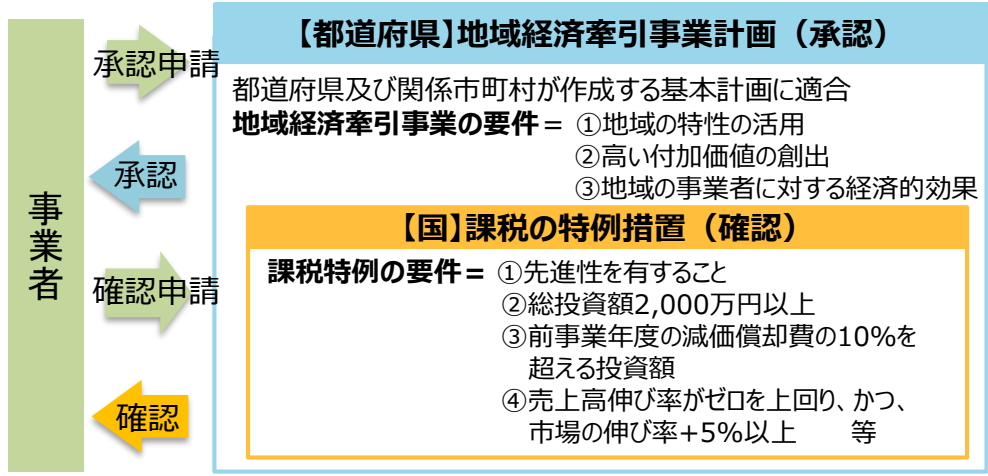 事業者
承認申請
承認
確認申請
確認
【都道府県】地域経済牽引事業計画（承認）
都道府県及び関係市町村が作成する基本計画に適合
地域経済牽引事業の要件＝ ①地域の特性の活用
②高い付加価値の創出
③地域の事業者に対する経済的効果
【国】課税の特例措置（確認）
課税特例の要件＝ ①先進性を有すること
②総投資額2,000万円以上
③前事業年度の減価償却費の10%を
超える投資額
④売上高伸び率がゼロを上回り、かつ、
市場の伸び率+5%以上　等